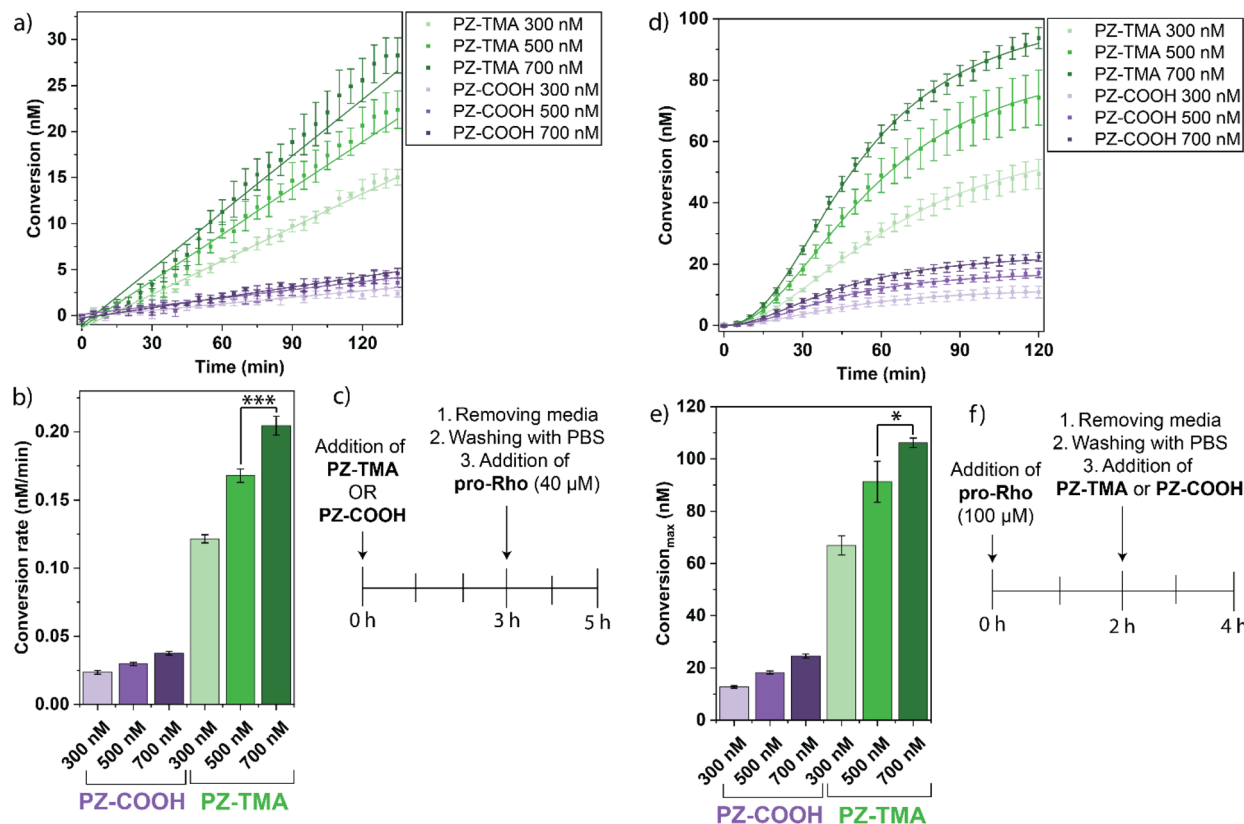 a)
PZ-TMA 300 nM
PZ-TMA 500 nM
PZ-TMA 700 nM
PZ-COOH 300 nM
PZ-COOH 500 nM
PZ-COOH 700 nM
30
25
20
15
10
5
0
Conversion (nM)
0 30 60 90 120
Time (min)
d)
PZ-TMA 300 nM
PZ-TMA 500 nM
PZ-TMA 700 nM
PZ-COOH 300 nM
PZ-COOH 500 nM
PZ-COOH 700 nM
100
80
60
40
20
0
Conversion (nM)
0 30 60 90 120
Time (min)
b)
***
0.20
0.15
0.10
0.05
0.00
Conversion rate (nM/min)
300 nM 500 nM 700 nM 300 nM 500 nM 700 nM
PZ-COOH PZ-TMA
c)
Addition of
PZ-TMA
OR
PZ-COOH
1. Removing media
2. Washing with PBS
3. Addition of
pro-Rho (40 μM)
0 h 3 h 5 h
e)
*
120
100
80
60
40
20
0
Conversionmax (nM)
300 nM 500 nM 700 nM 300 nM 500 nM 700 nM
PZ-COOH PZ-TMA
f)
Addition of
pro-Rho
(100 μM)
1. Removing media
2. Washing with PBS
3. Addition of
PZ-TMA or PZ-COOH
0 h 2 h 4 h